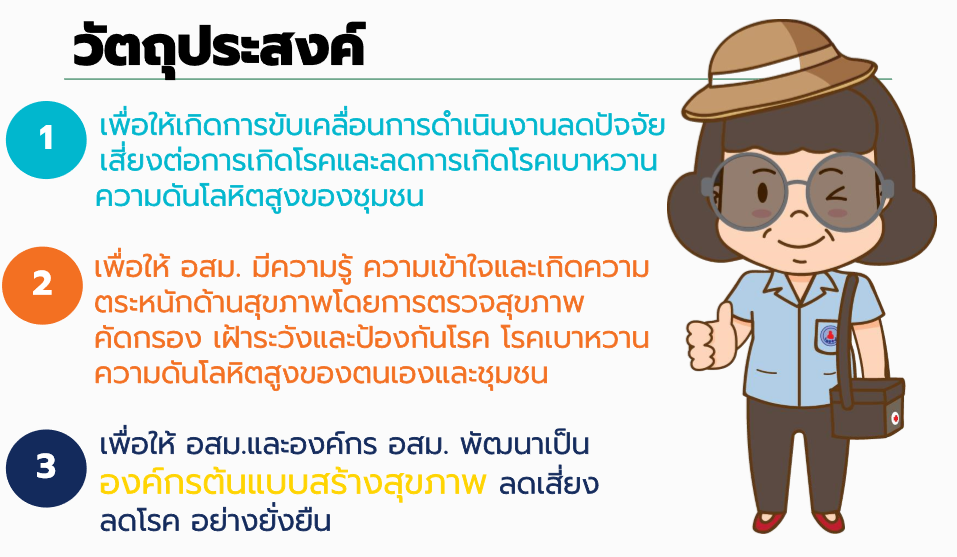 วัตถุประสงค์
1
เพื่อให้เกิดการขับเคลื่อนการดำเนินงานลดปัจจัย
เสี่ยงต่อการเกิดโรคและลดการเกิดโรคเบาหวาน
ความดันโลหิตสูงของชุมชน
2
เพื่อให้ อสม. มีความรู้ ความเข้าใจและเกิดความ
ตระหนักด้านสุขภาพโดยการตรวจสุขภาพ
คัดกรอง เฝ้าระวังและป้องกันโรค โรคเบาหวาน
ความดันโลหิตสูงของตนเองและชุมชน
3
เพื่อให้ อสม.และองค์กร อสม. พัฒนาเป็น
องค์กรต้นแบบสร้างสุขภาพ ลดเสี่ยง
ลดโรค อย่างยั่งยืน